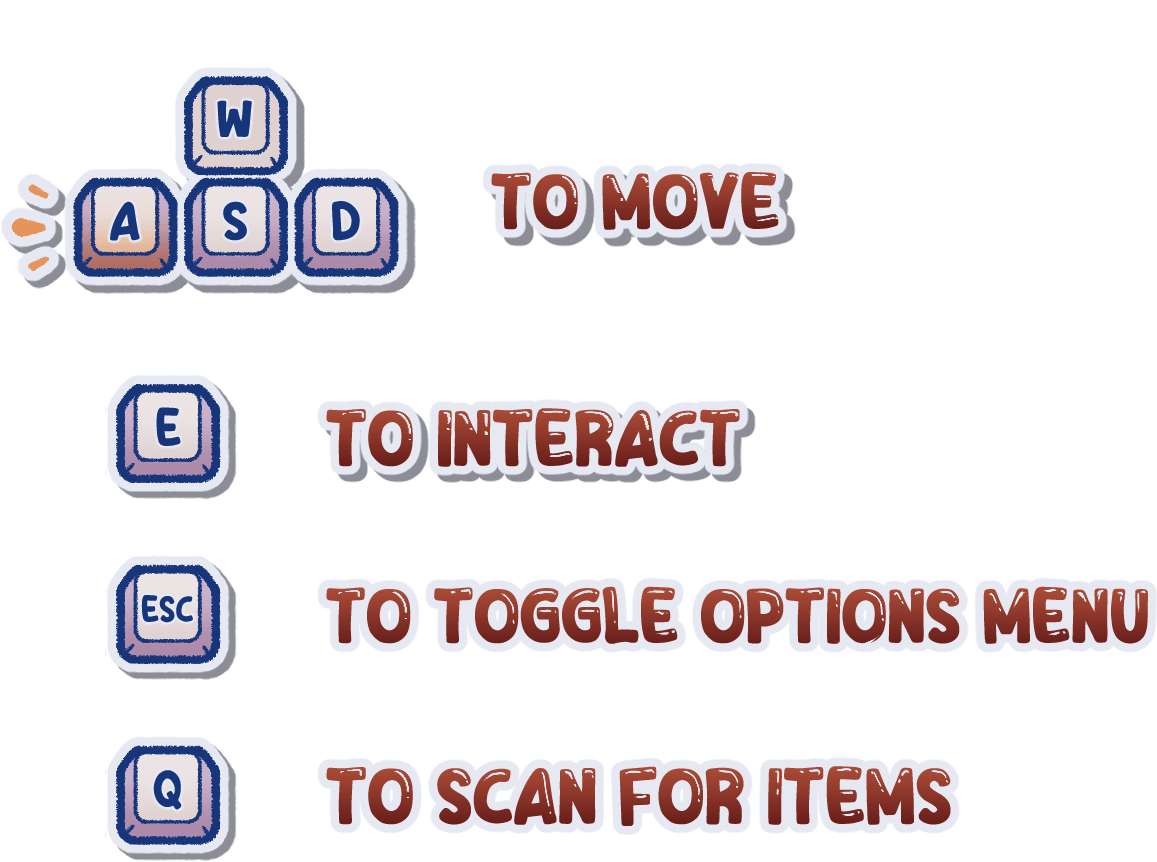 W
A S D TO MOVE
E TO INTERACT
ESC TO TOGGLE OPTIONS MENU
Q TO SCAN FOR ITEMS